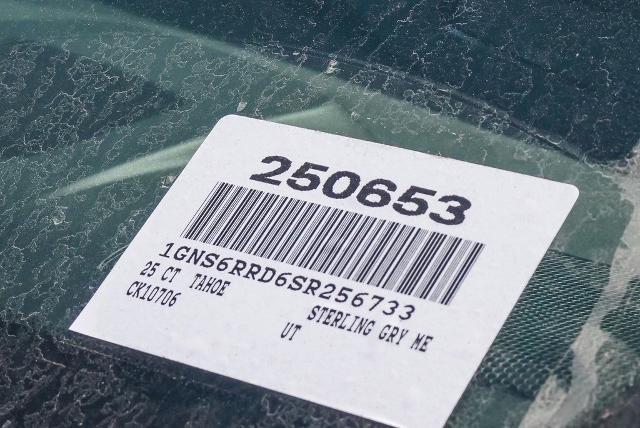 250653
1GNS6RRD6SR256733
25 CT TAHOE
CK10706 STERLING GRY ME
UT